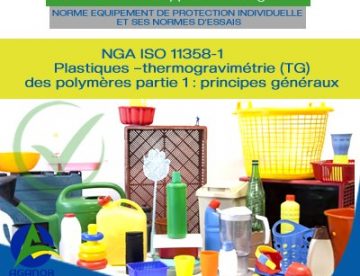 NORME EQUIPEMENT DE PROTECTION INDIVIDUELLE
ET SES NORMES D'ESSAIS
NGA ISO 11358-1
Plastiques –thermogravimétrie (TG)
des polymères partie 1 : principes généraux
AGANOR